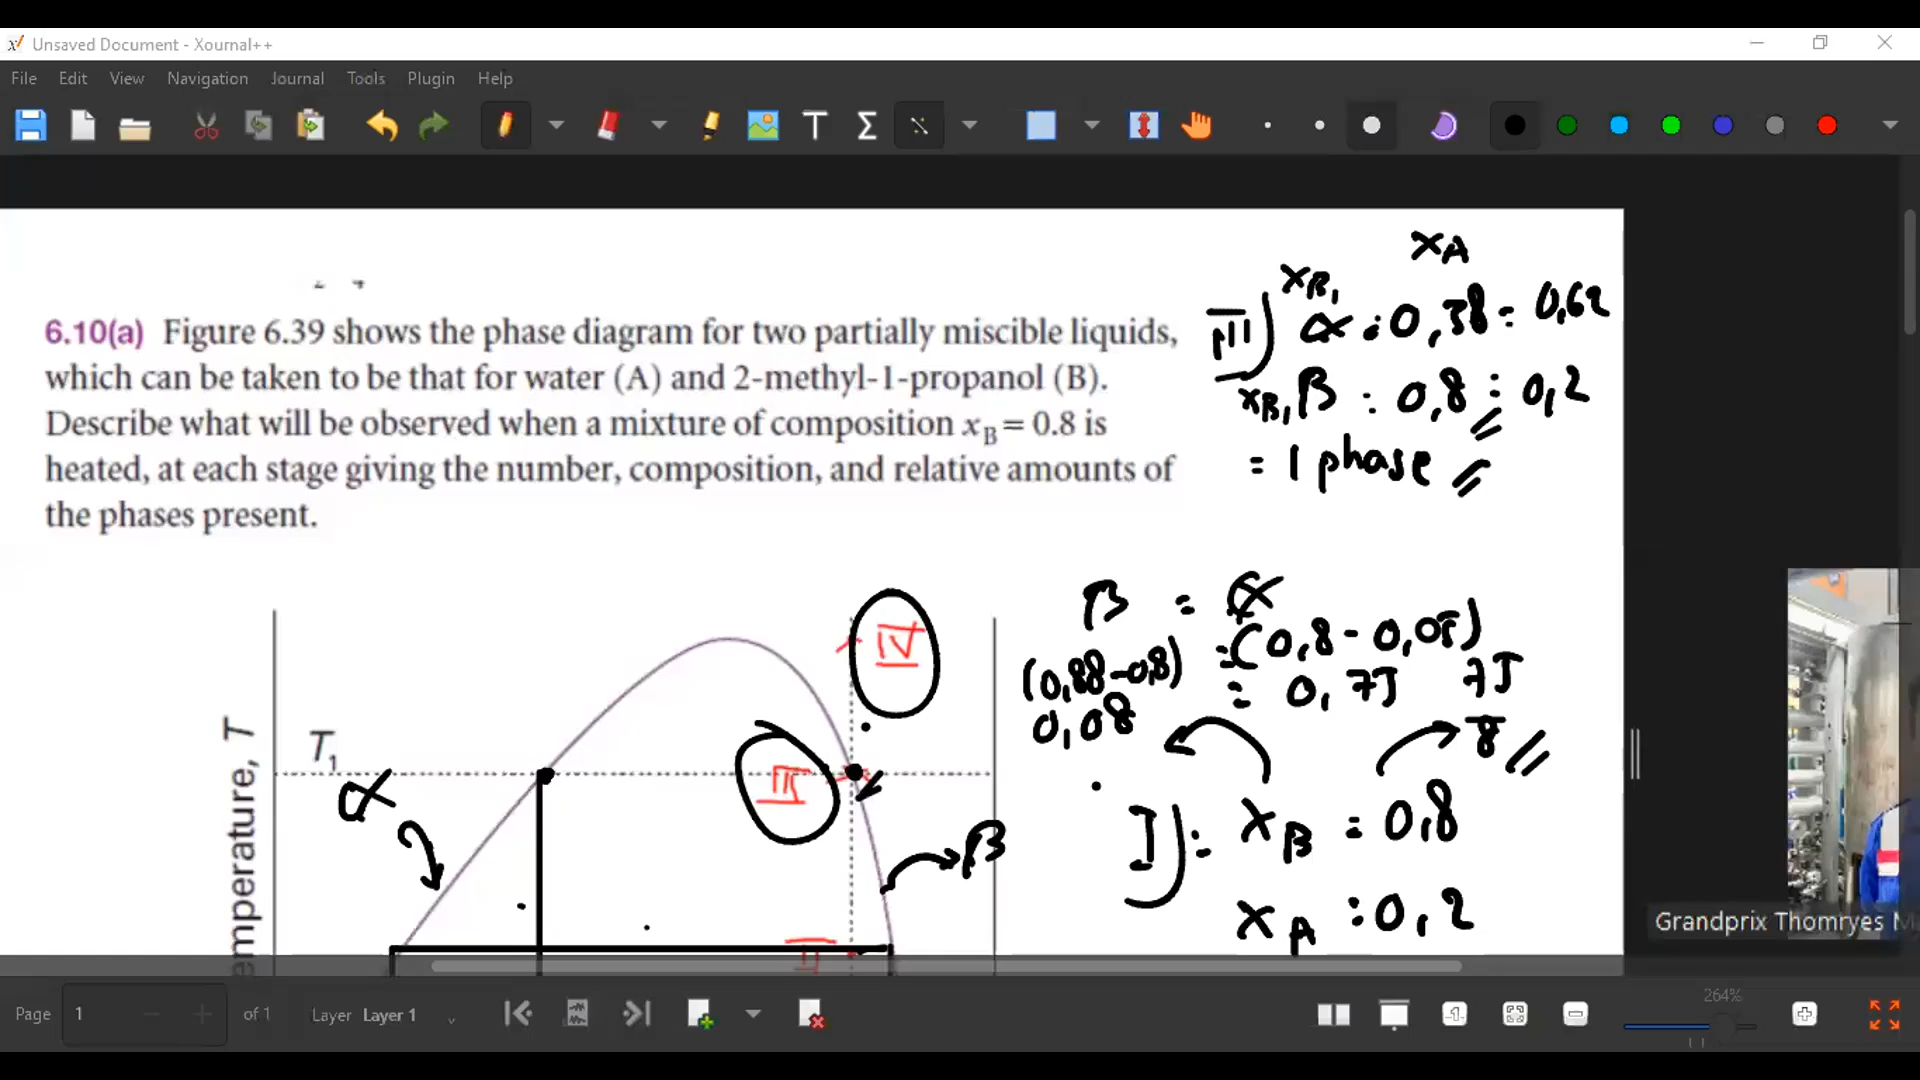 Unsaved Document - Xournal++
File Edit View Navigation Journal Tools Plugin Help
6.10(a) Figure 6.39 shows the phase diagram for two partially miscible liquids,
which can be taken to be that for water (A) and 2-methyl-1-propanol (B).
Describe what will be observed when a mixture of composition xB = 0.8 is
heated, at each stage giving the number, composition, and relative amounts of
the phases present.
xA
xB,
III) α : 0,38 = 0,62
xB, β : 0,8 : 0,2
= 1 phase
β = α
(0,88-0,8) = (0,8 - 0,05)
0,08 = 0,75 75
8
I) = xB = 0,8
xA : 0,2
IV
T1
III
α
β
II
emperature, T
Grandprix Thomryes M
Page 1 of 1 Layer Layer 1
264%